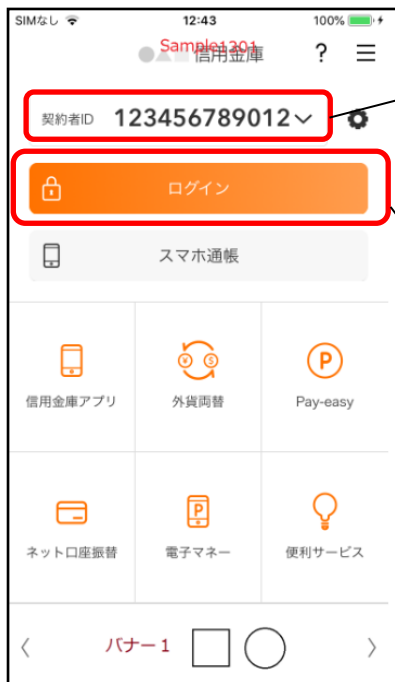 SIMなし 12:43 100%
Sample1301
信用金庫 ?
契約者ID 123456789012
ログイン
スマホ通帳
信用金庫アプリ 外貨両替 Pay-easy
ネット口座振替 電子マネー 便利サービス
バナー1